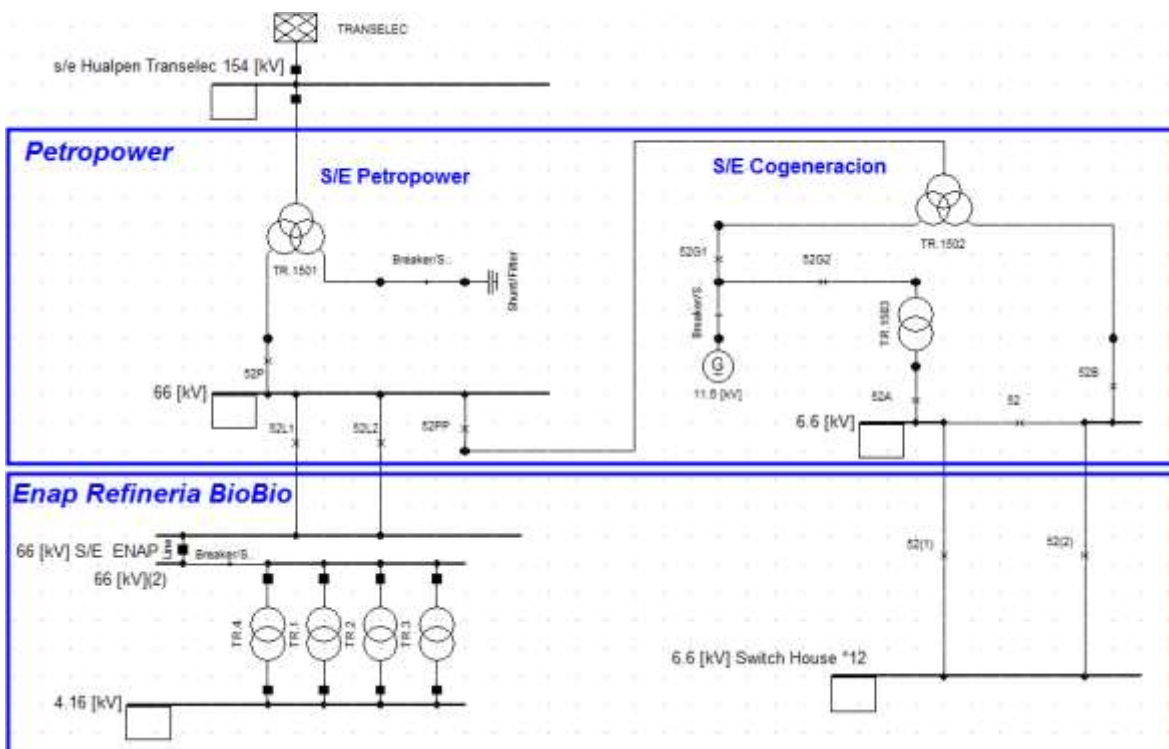 TRANSELEC
s/e Hualpen Transelec 154 [kV]
Petropower
S/E Petropower
S/E Cogeneracion
TR.1501
Breaker/S..
Shunt/Filter
TR.1502
52G1
52G2
Breaker/S..
TR.1503
G
11.5 [kV]
52P
66 [kV]
52L1
52L2
52PP
52A
52
52B
6.6 [kV]
Enap Refineria BioBio
66 [kV] S/E ENAP
Line
Breaker/S..
66 [kV](2)
TR.4
TR.1
TR.2
TR.3
4.16 [kV]
52(1)
52(2)
6.6 [kV] Switch House *12